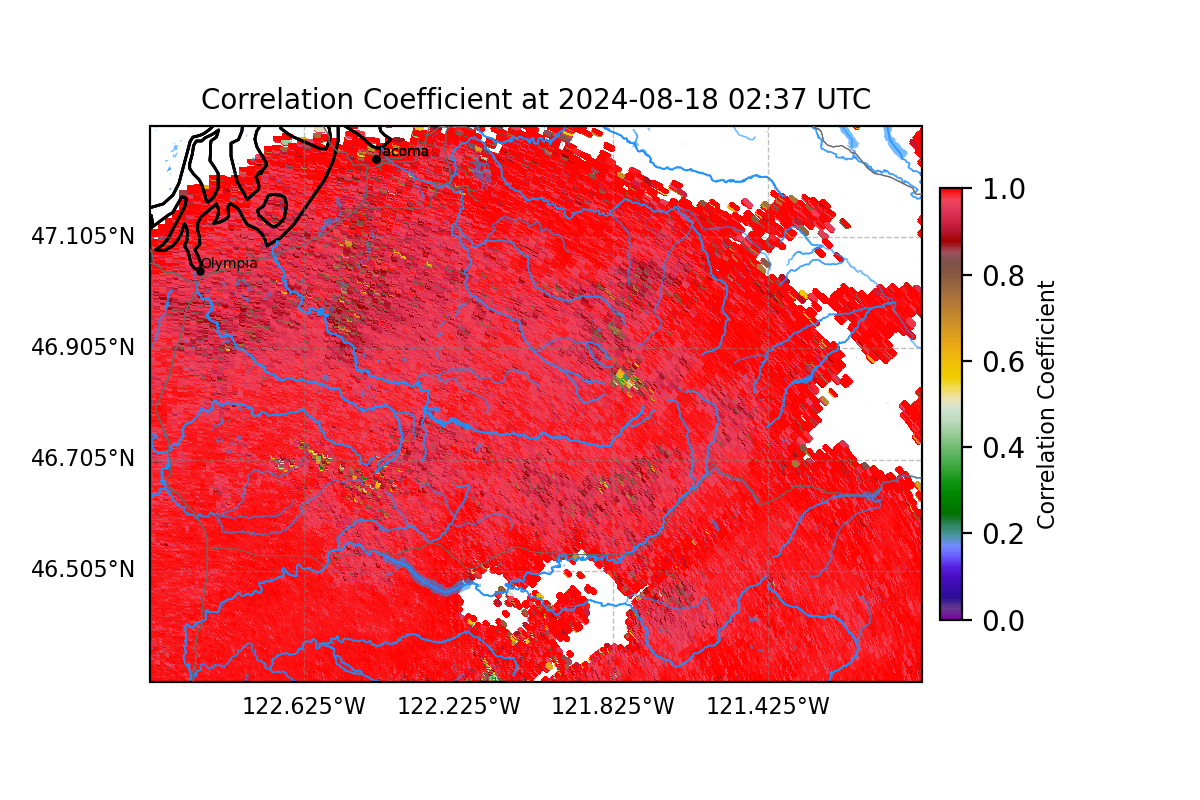 Correlation Coefficient at 2024-08-18 02:37 UTC
Tacoma
Olympia
47.105°N
46.905°N
46.705°N
46.505°N
122.625°W
122.225°W
121.825°W
121.425°W
1.0
0.8
0.6
0.4
0.2
0.0
Correlation Coefficient